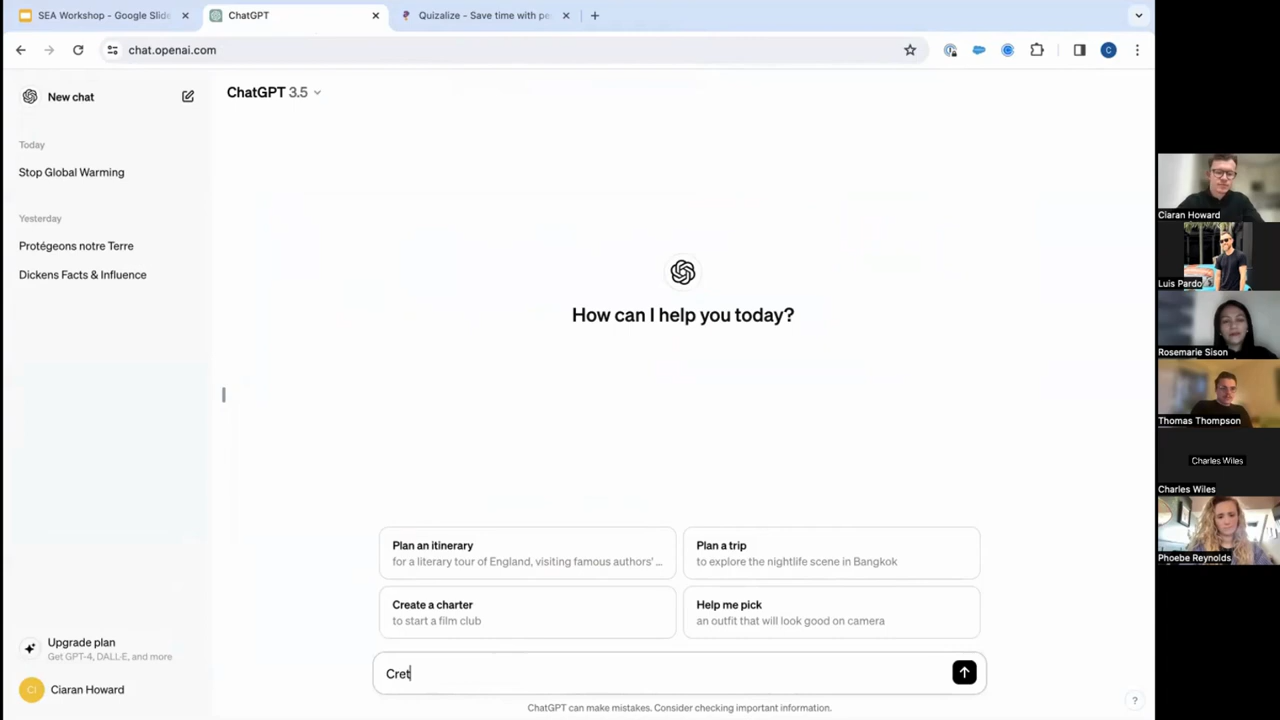 SEA Workshop - Google Slide
ChatGPT
Quizalize - Save time with pe
chat.openai.com
C
New chat
Today
Stop Global Warming
Yesterday
Protégeons notre Terre
Dickens Facts & Influence
Upgrade plan
Get GPT-4, DALL·E, and more
CI
Ciaran Howard
ChatGPT 3.5
How can I help you today?
Plan an itinerary
for a literary tour of England, visiting famous authors' ...
Plan a trip
to explore the nightlife scene in Bangkok
Create a charter
to start a film club
Help me pick
an outfit that will look good on camera
Cret
ChatGPT can make mistakes. Consider checking important information.
?
Ciaran Howard
Luis Pardo
Rosemarie Sison
Thomas Thompson
Charles Wiles
Charles Wiles
Phoebe Reynolds